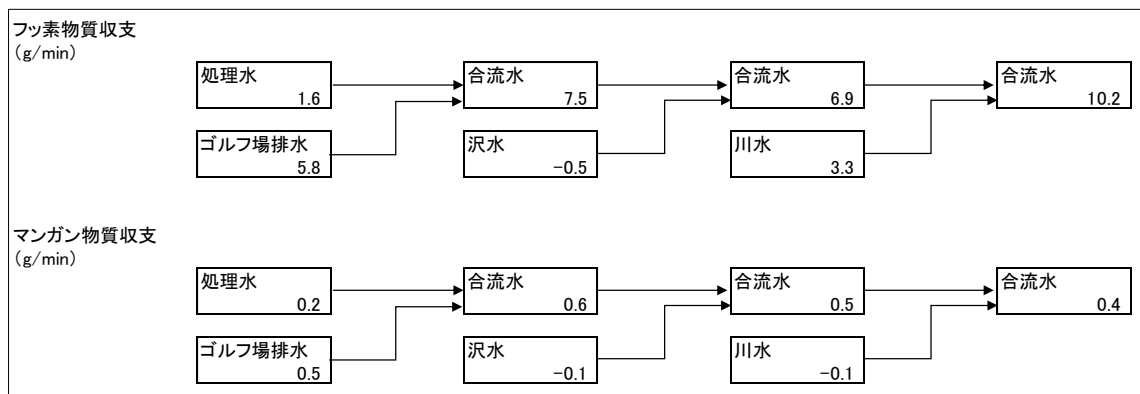 フッ素物質収支
（g/min）
処理水
1.6
合流水
7.5
合流水
6.9
合流水
10.2
ゴルフ場排水
5.8
沢水
-0.5
川水
3.3
マンガン物質収支
（g/min）
処理水
0.2
合流水
0.6
合流水
0.5
合流水
0.4
ゴルフ場排水
0.5
沢水
-0.1
川水
-0.1